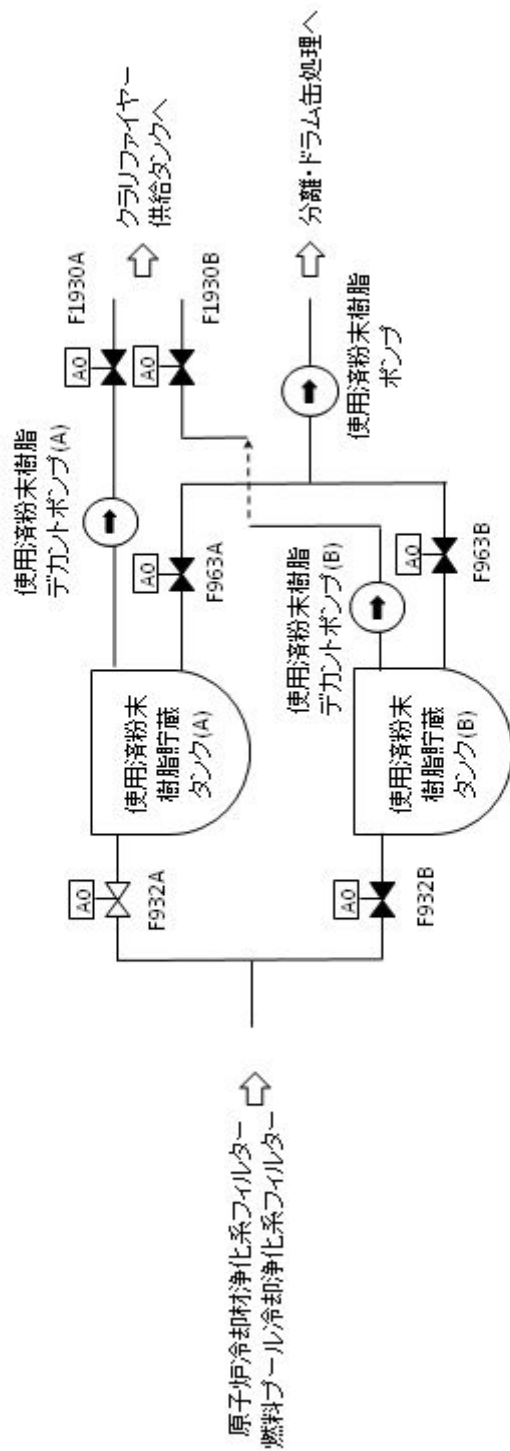 原子炉冷却材浄化系フィルター
燃料プール冷却浄化系フィルター
A0
F932A
A0
F932B
使用済粉末
樹脂貯蔵
タンク(A)
使用済粉末
樹脂貯蔵
タンク(B)
使用済粉末樹脂
デカントポンプ(A)
A0
F963A
使用済粉末樹脂
デカントポンプ(B)
A0
F963B
A0
F1930A
A0
F1930B
クラリファイヤー
供給タンクへ
使用済粉末樹脂
ポンプ
分離・ドラム缶処理へ